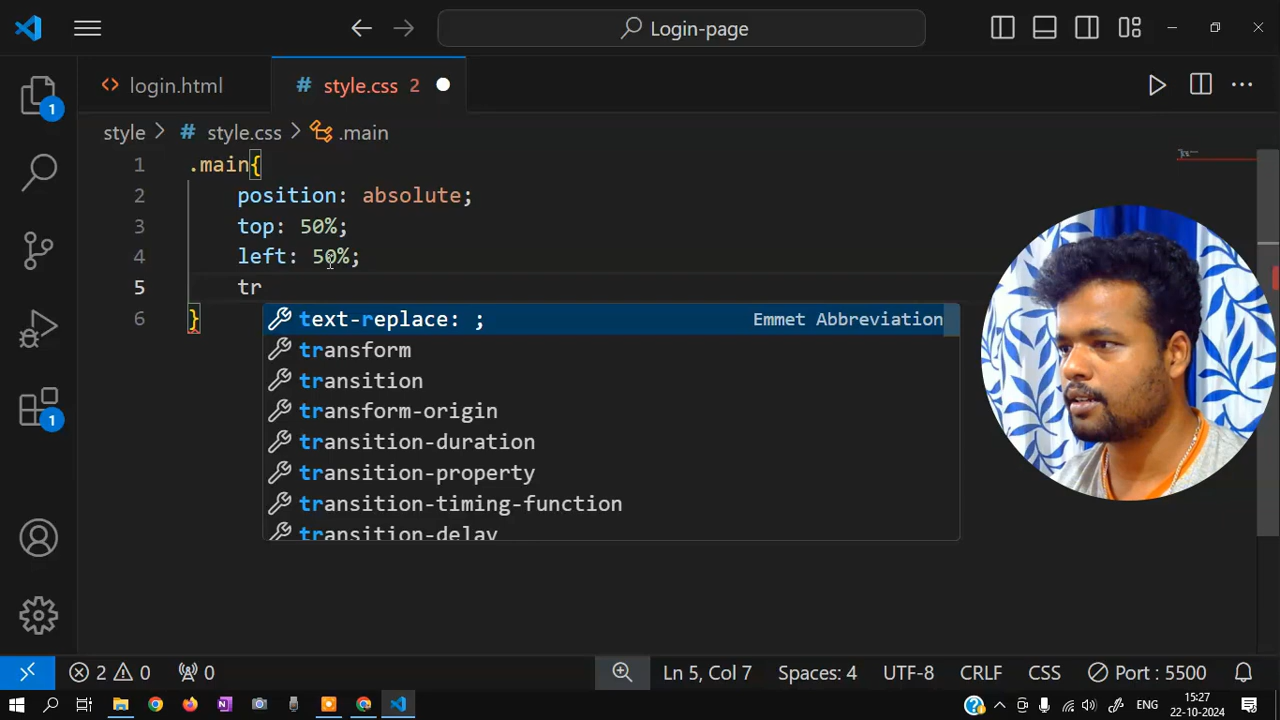 Login-page
login.html
# style.css 2
style > # style.css > .main
1 .main{
2 position: absolute;
3 top: 50%;
4 left: 50%;
5 tr
6 }
text-replace: ; Emmet Abbreviation
transform
transition
transform-origin
transition-duration
transition-property
transition-timing-function
transition-delay
1
1
2 0 0
Ln 5, Col 7
Spaces: 4
UTF-8
CRLF
CSS
Port : 5500
ENG
15:27
22-10-2024